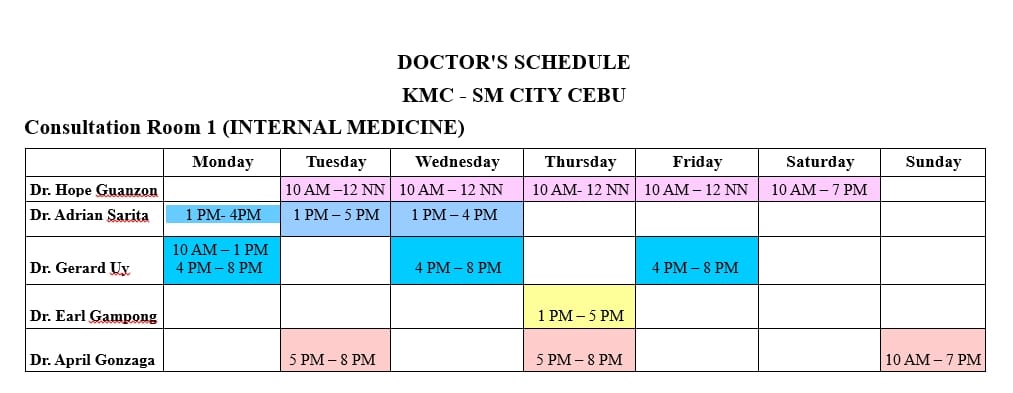 DOCTOR'S SCHEDULE
KMC - SM CITY CEBU
Consultation Room 1 (INTERNAL MEDICINE)
Monday Tuesday Wednesday Thursday Friday Saturday Sunday
Dr. Hope Guanzon 10 AM –12 NN 10 AM – 12 NN 10 AM- 12 NN 10 AM – 12 NN 10 AM – 7 PM
Dr. Adrian Sarita 1 PM- 4PM 1 PM – 5 PM 1 PM – 4 PM
10 AM – 1 PM
Dr. Gerard Uy 4 PM – 8 PM 4 PM – 8 PM 4 PM – 8 PM
Dr. Earl Gampong 1 PM – 5 PM
Dr. April Gonzaga 5 PM – 8 PM 5 PM – 8 PM 10 AM – 7 PM